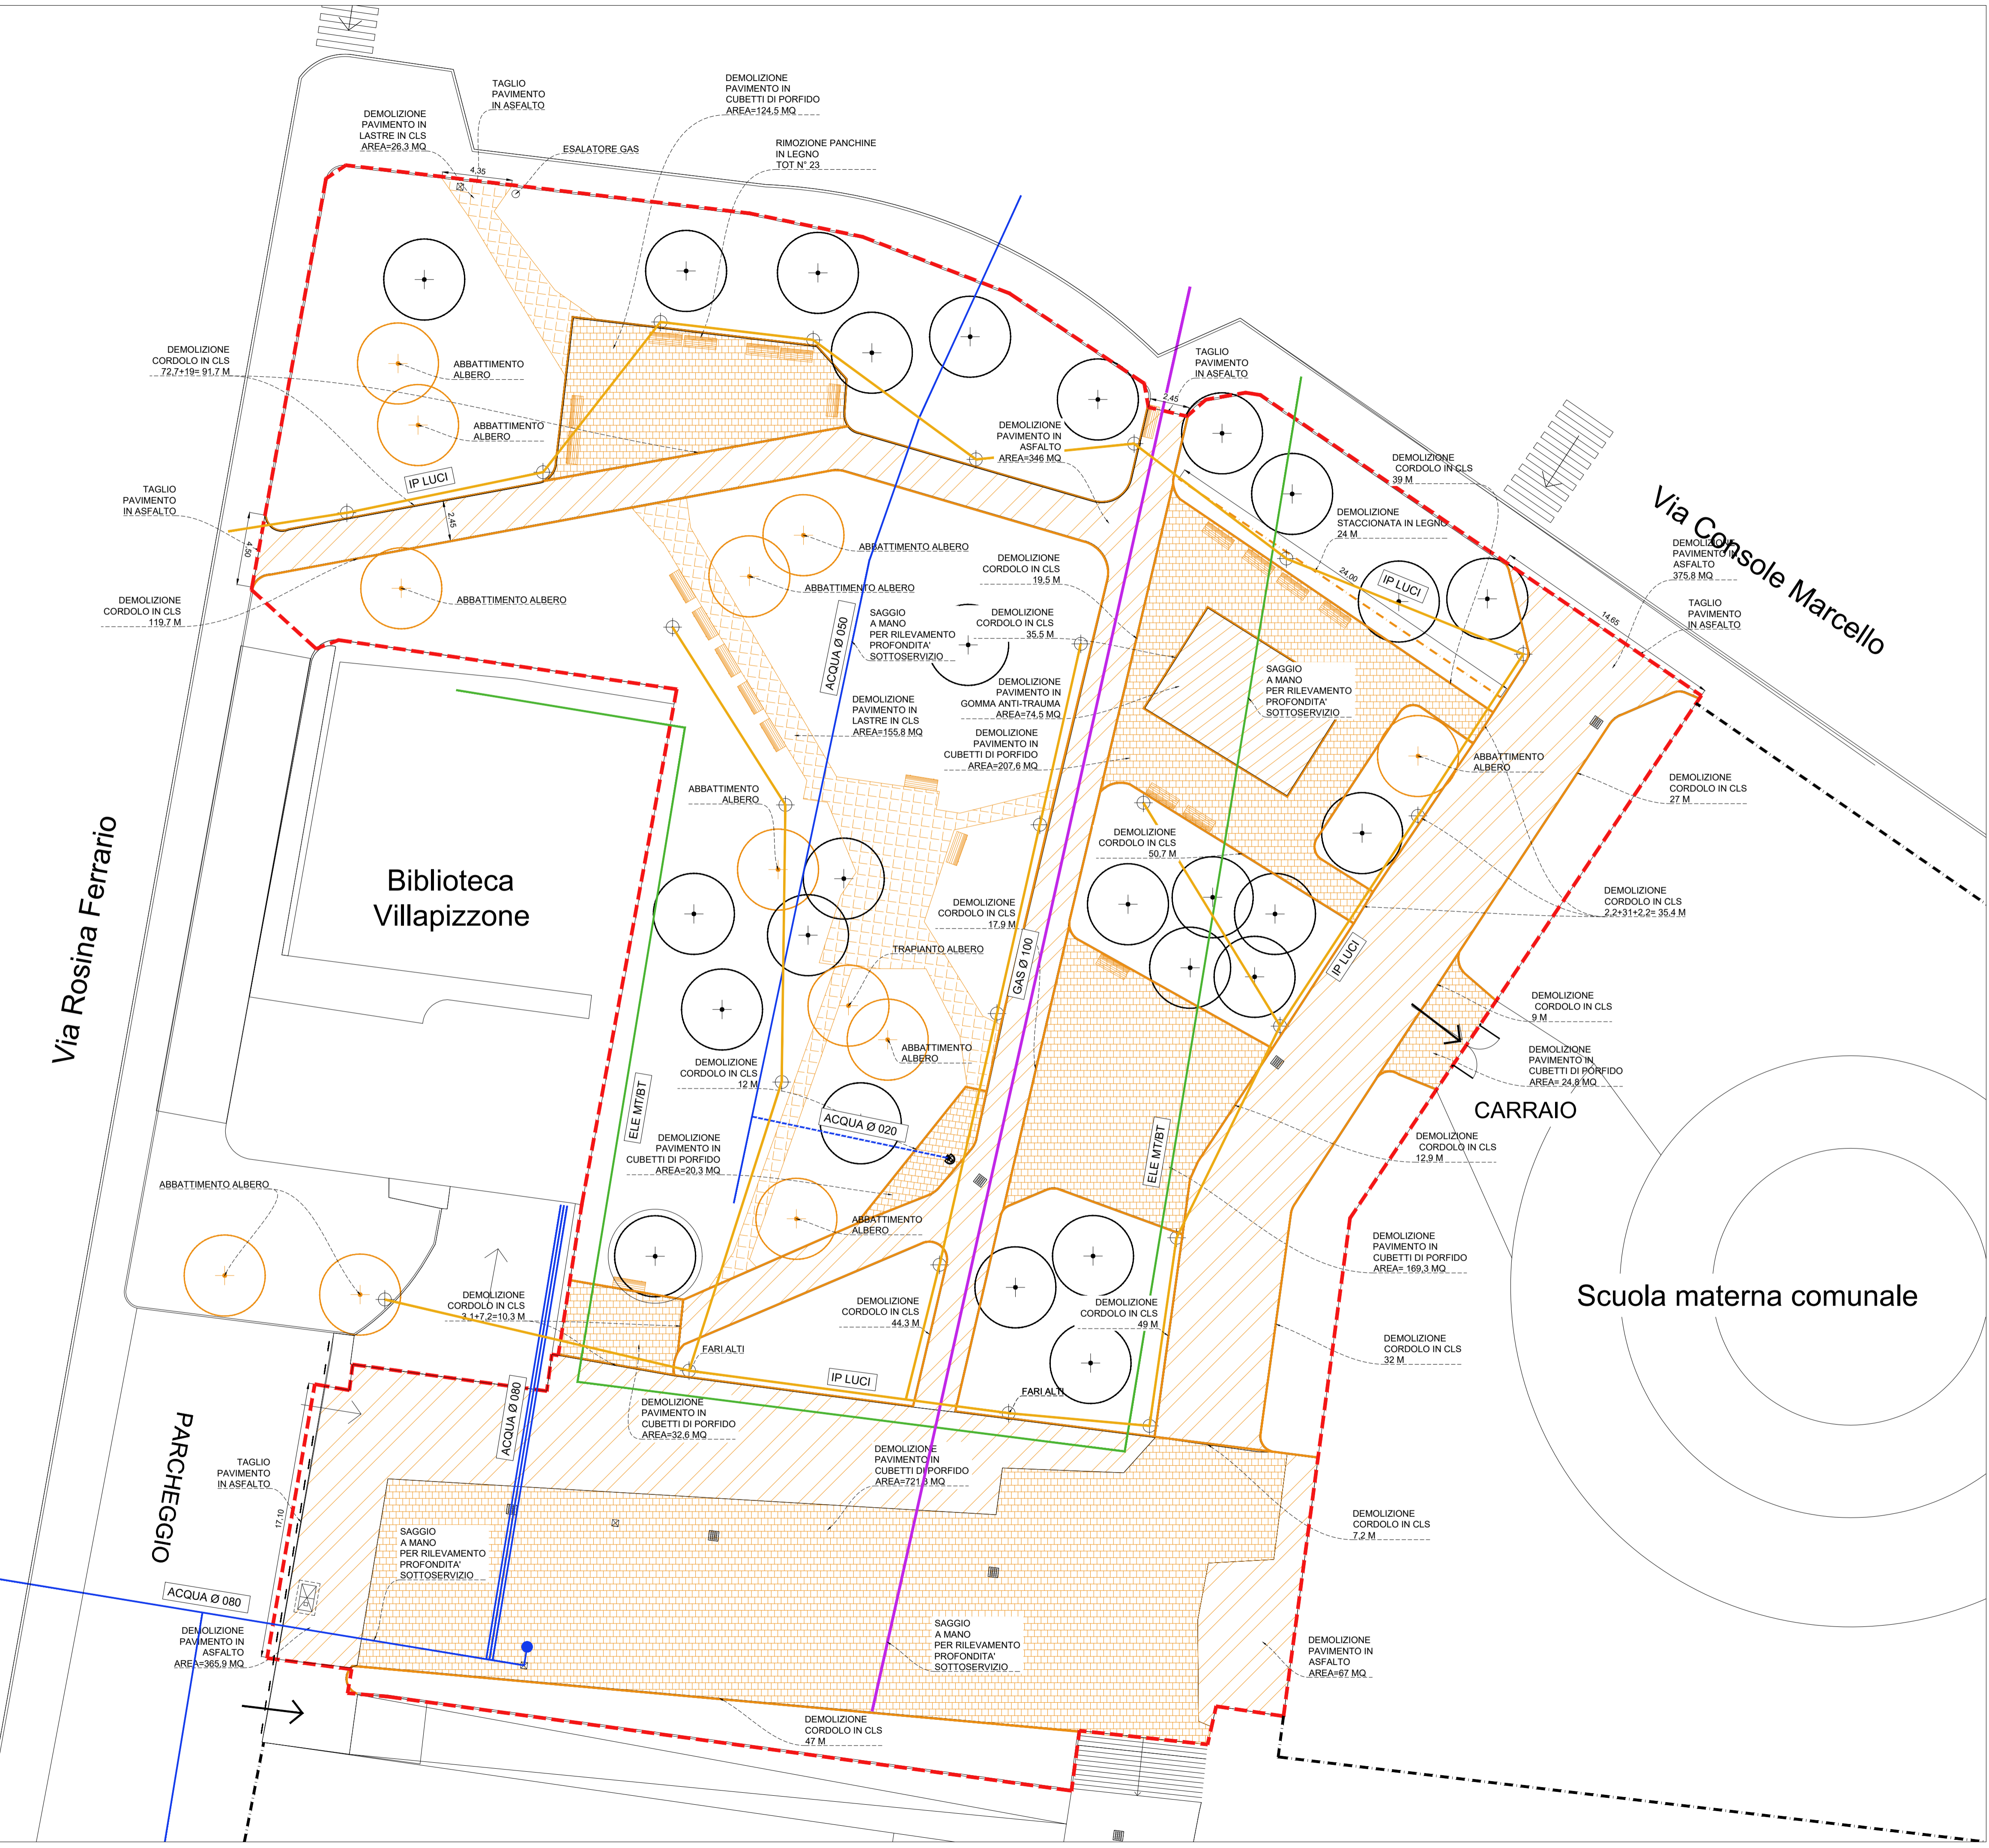 TAGLIO
PAVIMENTO
IN ASFALTO
DEMOLIZIONE
PAVIMENTO IN
CUBETTI DI PORFIDO
AREA=124,5 MQ
DEMOLIZIONE
PAVIMENTO IN
LASTRE IN CLS
AREA=26,3 MQ
ESALATORE GAS
RIMOZIONE PANCHINE
IN LEGNO
TOT N° 23
4,35
DEMOLIZIONE
CORDOLO IN CLS
72,7+19= 91,7 M
ABBATTIMENTO
ALBERO
ABBATTIMENTO
ALBERO
TAGLIO
PAVIMENTO
IN ASFALTO
2,45
DEMOLIZIONE
PAVIMENTO IN
ASFALTO
AREA=346 MQ
DEMOLIZIONE
CORDOLO IN CLS
39 M
IP LUCI
TAGLIO
PAVIMENTO
IN ASFALTO
4,50
2,45
DEMOLIZIONE
STACCIONATA IN LEGNO
24 M
24,00
IP LUCI
Via Console Marcello
DEMOLIZIONE
PAVIMENTO IN
ASFALTO
375,8 MQ
TAGLIO
PAVIMENTO
IN ASFALTO
14,65
ABBATTIMENTO ALBERO
ABBATTIMENTO ALBERO
ABBATTIMENTO ALBERO
DEMOLIZIONE
CORDOLO IN CLS
119,7 M
DEMOLIZIONE
CORDOLO IN CLS
19,5 M
DEMOLIZIONE
CORDOLO IN CLS
35,5 M
SAGGIO
A MANO
PER RILEVAMENTO
PROFONDITA'
SOTTOSERVIZIO
ACQUA Ø 050
SAGGIO
A MANO
PER RILEVAMENTO
PROFONDITA'
SOTTOSERVIZIO
DEMOLIZIONE
PAVIMENTO IN
GOMMA ANTI-TRAUMA
AREA=74,5 MQ
DEMOLIZIONE
PAVIMENTO IN
LASTRE IN CLS
AREA=155,8 MQ
DEMOLIZIONE
PAVIMENTO IN
CUBETTI DI PORFIDO
AREA=207,6 MQ
ABBATTIMENTO
ALBERO
DEMOLIZIONE
CORDOLO IN CLS
27 M
ABBATTIMENTO
ALBERO
DEMOLIZIONE
CORDOLO IN CLS
50,7 M
Via Rosina Ferrario
Biblioteca
Villapizzone
DEMOLIZIONE
CORDOLO IN CLS
17,9 M
DEMOLIZIONE
CORDOLO IN CLS
2,2+31+2,2= 35,4 M
TRAPIANTO ALBERO
GAS Ø 100
IP LUCI
DEMOLIZIONE
CORDOLO IN CLS
9 M
ABBATTIMENTO
ALBERO
DEMOLIZIONE
CORDOLO IN CLS
12 M
DEMOLIZIONE
PAVIMENTO IN
CUBETTI DI PORFIDO
AREA= 24,8 MQ
CARRAIO
ELE MT/BT
ACQUA Ø 020
ELE MT/BT
DEMOLIZIONE
CORDOLO IN CLS
12,9 M
DEMOLIZIONE
PAVIMENTO IN
CUBETTI DI PORFIDO
AREA=20,3 MQ
ABBATTIMENTO ALBERO
ABBATTIMENTO
ALBERO
DEMOLIZIONE
PAVIMENTO IN
CUBETTI DI PORFIDO
AREA= 169,3 MQ
Scuola materna comunale
DEMOLIZIONE
CORDOLO IN CLS
3,1+7,2=10,3 M
DEMOLIZIONE
CORDOLO IN CLS
44,3 M
DEMOLIZIONE
CORDOLO IN CLS
49 M
DEMOLIZIONE
CORDOLO IN CLS
32 M
FARI ALTI
IP LUCI
FARI ALTI
ACQUA Ø 080
DEMOLIZIONE
PAVIMENTO IN
CUBETTI DI PORFIDO
AREA=32,6 MQ
PARCHEGGIO
TAGLIO
PAVIMENTO
IN ASFALTO
17,10
DEMOLIZIONE
PAVIMENTO IN
CUBETTI DI PORFIDO
AREA=721,8 MQ
DEMOLIZIONE
CORDOLO IN CLS
7,2 M
SAGGIO
A MANO
PER RILEVAMENTO
PROFONDITA'
SOTTOSERVIZIO
ACQUA Ø 080
DEMOLIZIONE
PAVIMENTO IN
ASFALTO
AREA=365,9 MQ
SAGGIO
A MANO
PER RILEVAMENTO
PROFONDITA'
SOTTOSERVIZIO
DEMOLIZIONE
PAVIMENTO IN
ASFALTO
AREA=67 MQ
DEMOLIZIONE
CORDOLO IN CLS
47 M